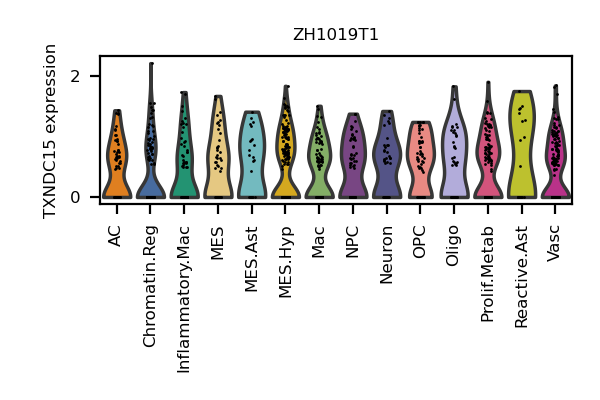 ZH1019T1
TXNDC15 expression
2
0
AC
Chromatin.Reg
Inflammatory.Mac
MES
MES.Ast
MES.Hyp
Mac
NPC
Neuron
OPC
Oligo
Prolif.Metab
Reactive.Ast
Vasc